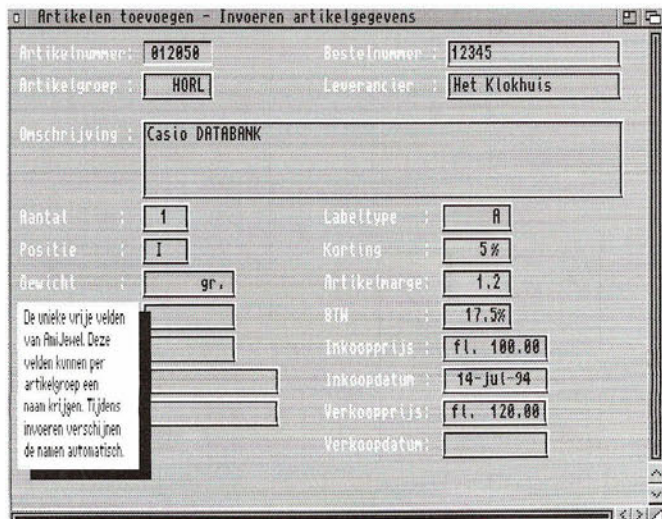 Artikelen toevoegen - Invoeren artikelgegevens
Artikelnummer: 012050 Bestelnummer : 12345
Artikelgroep : HORL Leverancier : Het Klokhuis
Omschrijving : Casio DATABANK
Aantal : 1 Labeltype : A
Positie : I Korting : 5%
Gewicht : gr. Artikelmarge: 1.2
BTW : 17.5%
Inkoopprijs : fl. 100.00
Inkoopdatum : 14-jul-94
Verkoopprijs: fl. 120.00
Verkoopdatum:
De unieke vrije velden
van AmiJewel. Deze
velden kunnen per
artikelgroep een
naam krijgen. Tijdens
invoeren verschijnen
de namen automatisch.